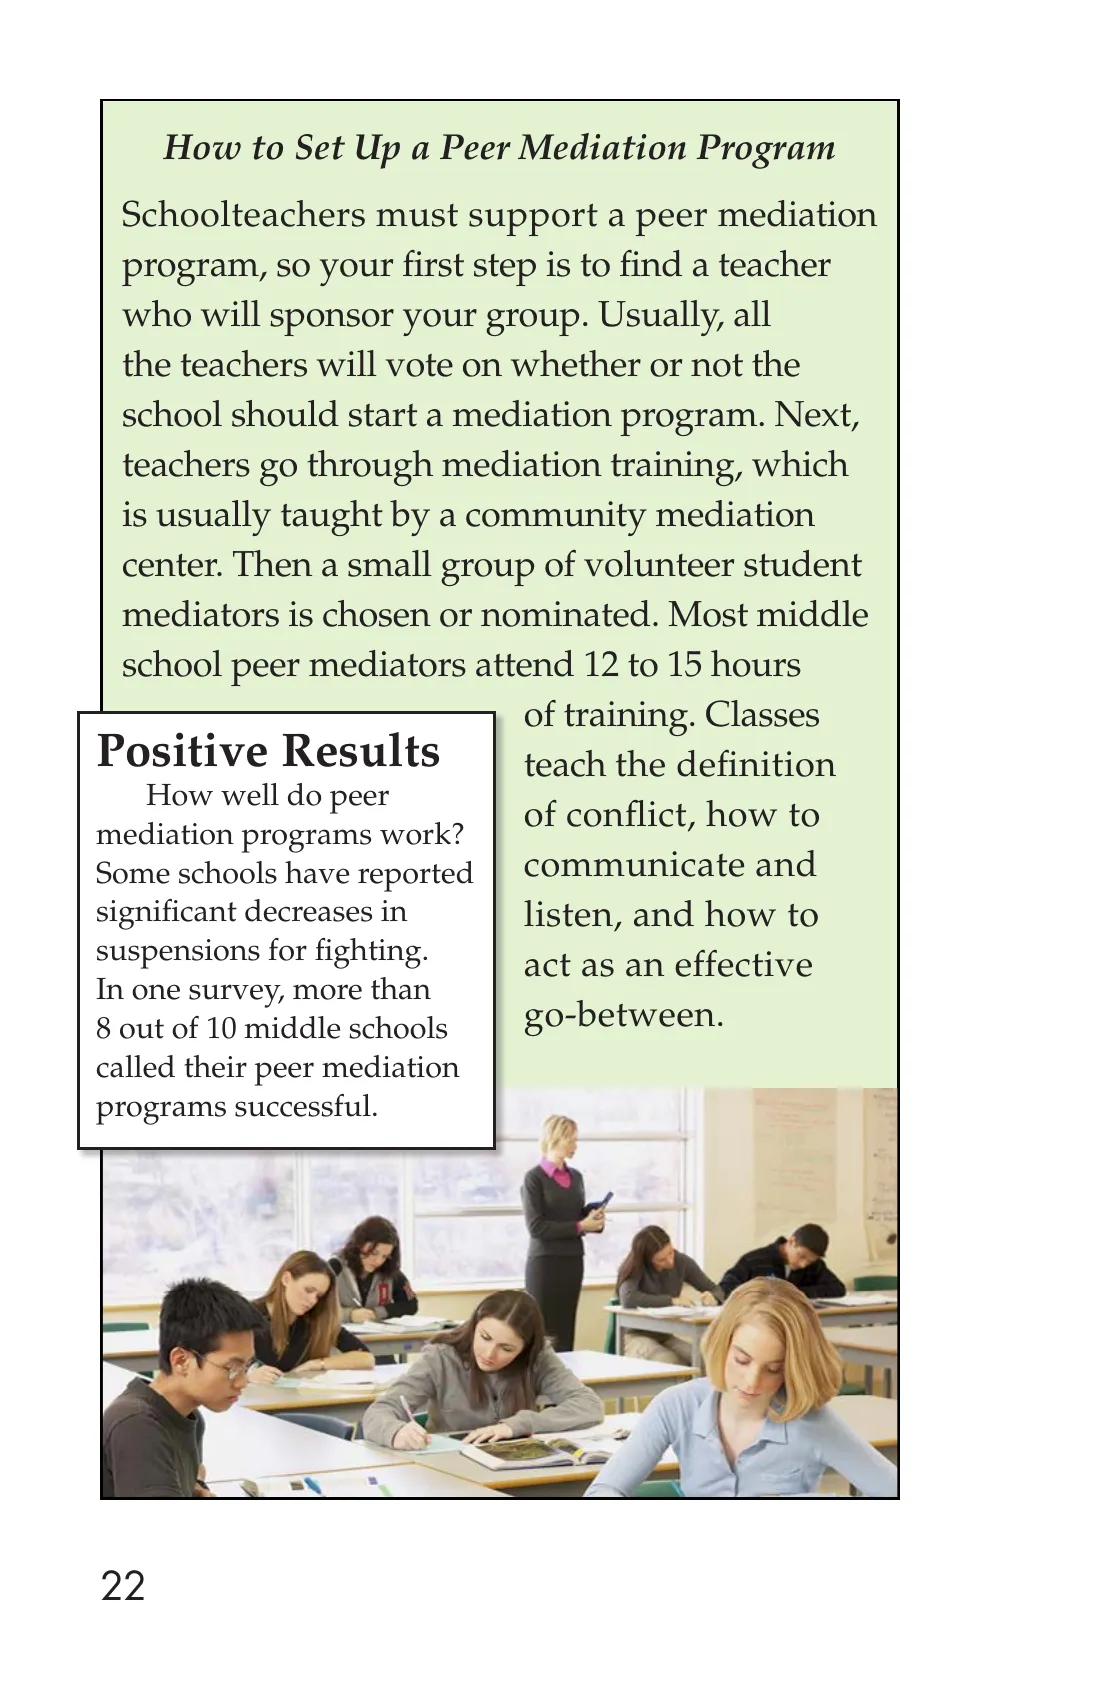 How to Set Up a Peer Mediation Program
Schoolteachers must support a peer mediation
program, so your first step is to find a teacher
who will sponsor your group. Usually, all
the teachers will vote on whether or not the
school should start a mediation program. Next,
teachers go through mediation training, which
is usually taught by a community mediation
center. Then a small group of volunteer student
mediators is chosen or nominated. Most middle
school peer mediators attend 12 to 15 hours
of training. Classes
teach the definition
of conflict, how to
communicate and
listen, and how to
act as an effective
go-between.
Positive Results
How well do peer
mediation programs work?
Some schools have reported
significant decreases in
suspensions for fighting.
In one survey, more than
8 out of 10 middle schools
called their peer mediation
programs successful.
22